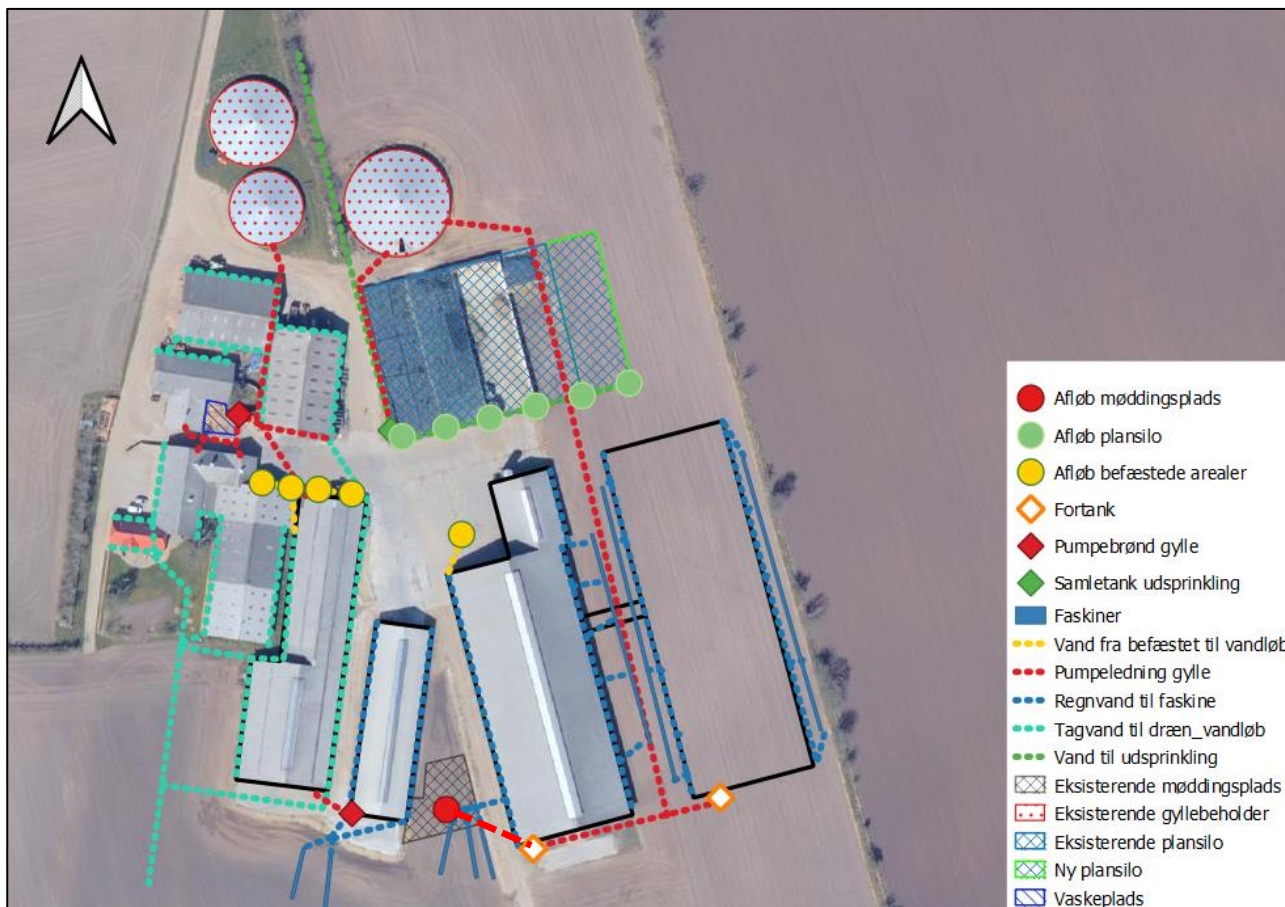 Afløb møddingsplads
Afløb plansilo
Afløb befæstede arealer
Fortank
Pumpebrønd gylle
Samletank udsprinkling
Faskiner
Vand fra befæstet til vandløb
Pumpeledning gylle
Regnvand til faskine
Tagvand til dræn_vandløb
Vand til udsprinkling
Eksisterende møddingsplads
Eksisterende gyllebeholder
Eksisterende plansilo
Ny plansilo
Vaskeplads